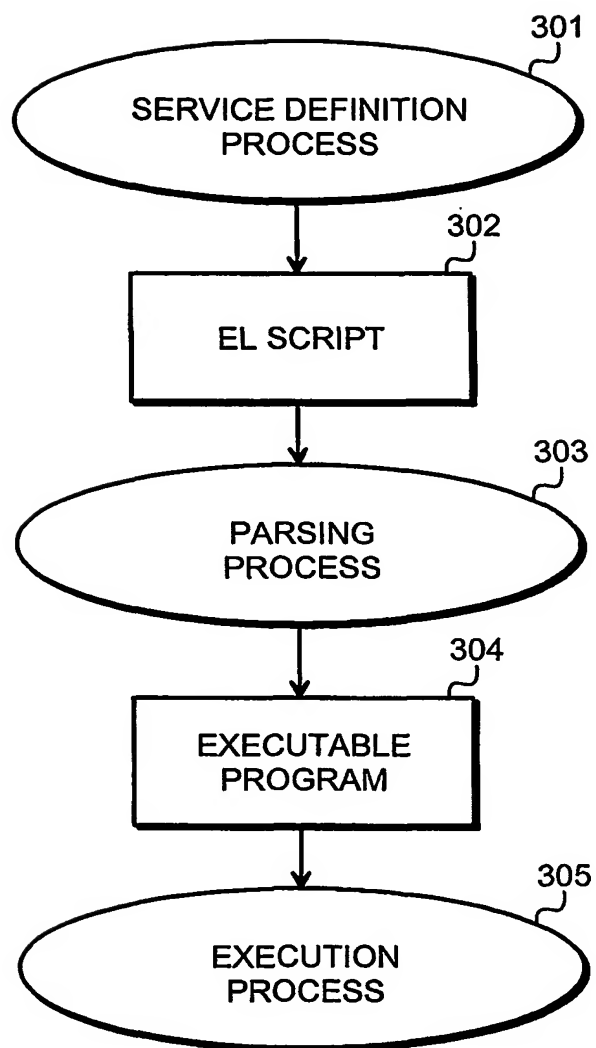 301
SERVICE DEFINITION
PROCESS
302
EL SCRIPT
303
PARSING
PROCESS
304
EXECUTABLE
PROGRAM
305
EXECUTION
PROCESS